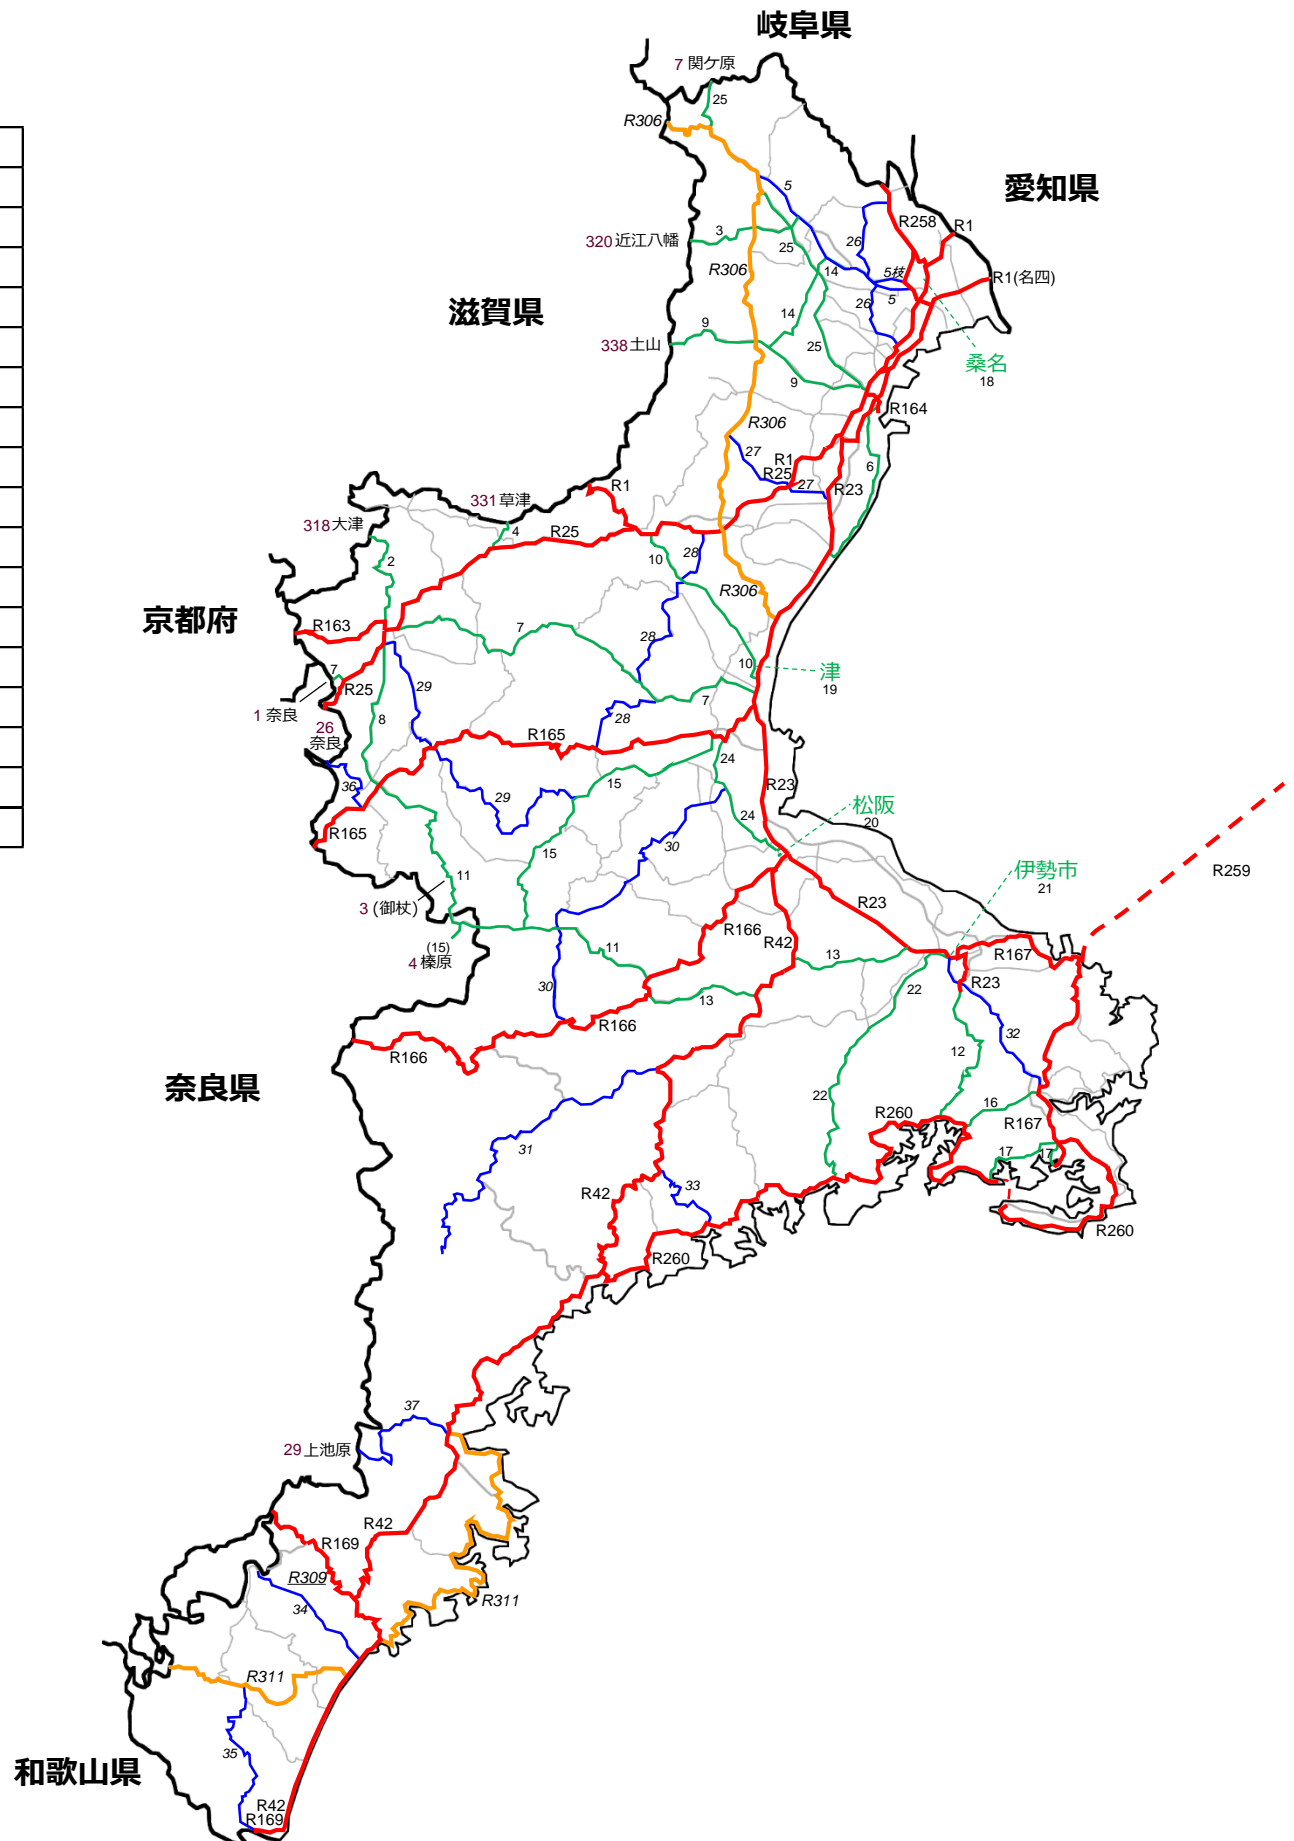 岐阜県
7 関ケ原
25
R306
愛知県
5
R258
R1
3
320 近江八幡
26
25
R306
14
5枝
R1(名四)
滋賀県
26
5
14
9
338 土山
25
桑名
18
9
R164
R306
27
R1
R25
6
27
R23
R1
331 草津
318 大津
4
R25
10
28
2
R306
京都府
R163
7
28
10
津
19
7
R25
29
7
1 奈良
8
28
26
奈良
R165
24
36
15
R23
29
24
松阪
20
R165
30
15
伊勢市
21
R259
11
3 (御杖)
R23
R166
R42
(15)
4 榛原
11
13
R167
30
13
22
R23
R166
32
R166
12
奈良県
22
16
R260
R167
31
17
17
R42
33
R260
R260
37
29 上池原
R42
R169
R309
34
R311
R311
35
和歌山県
R42
R169